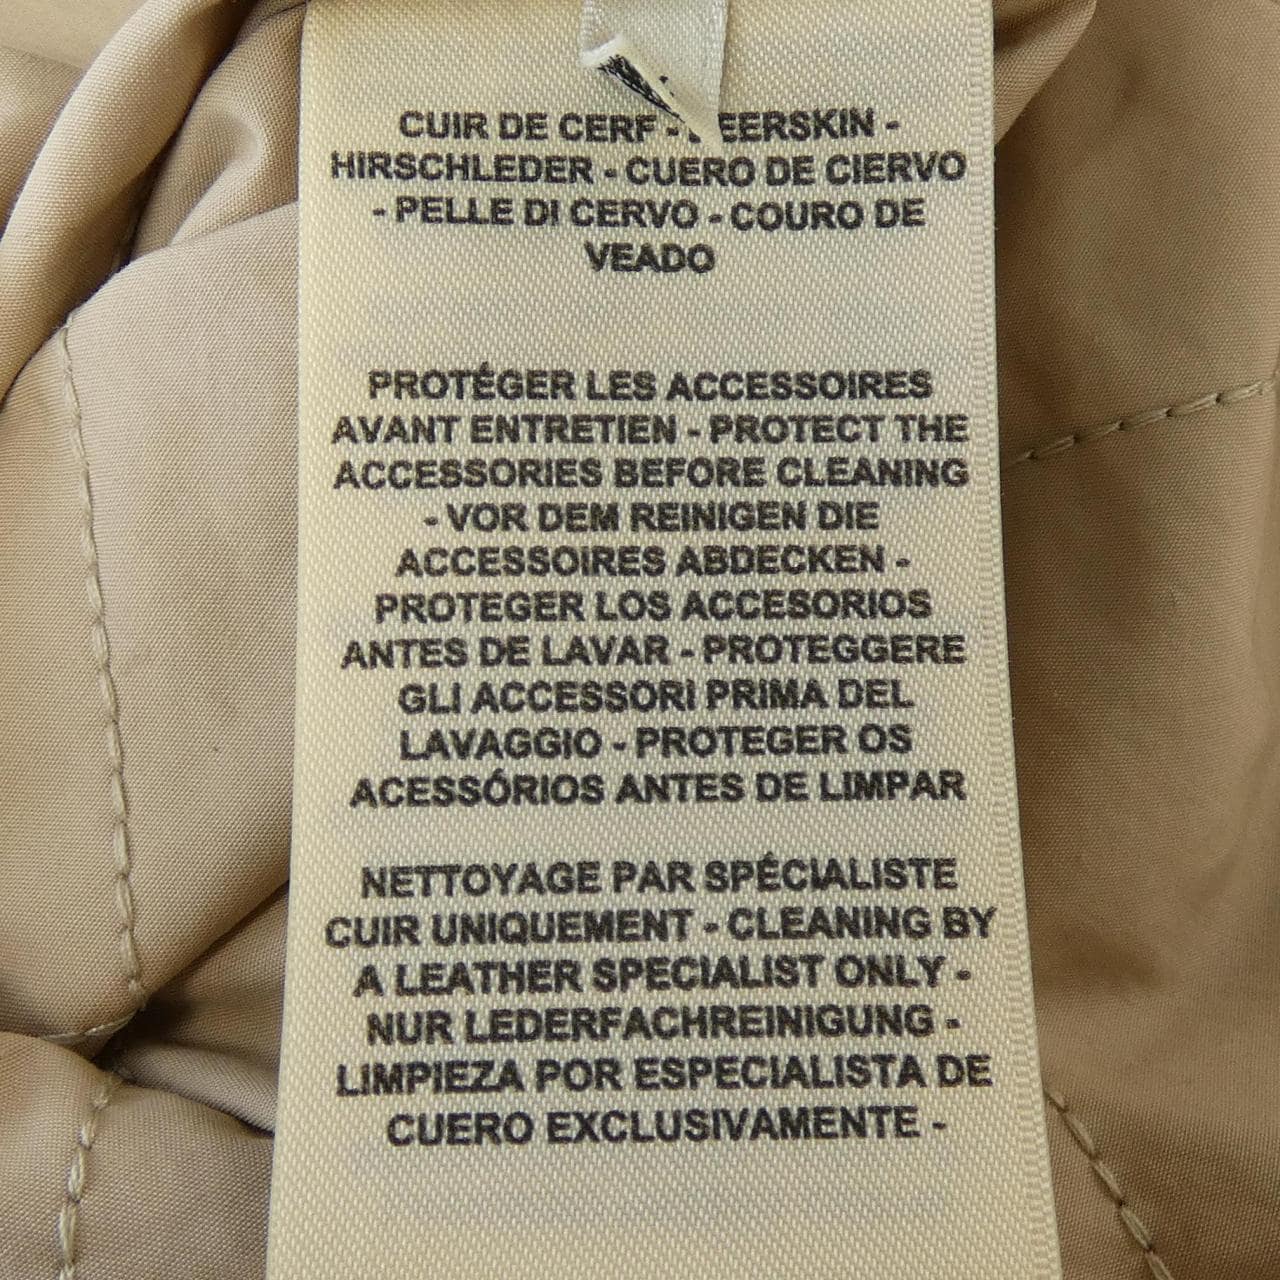 CUIR DE CERF - EERSKIN -
HIRSCHLEDER - CUERO DE CIERVO
- PELLE DI CERVO - COURO DE
VEADO
PROTÉGER LES ACCESSOIRES
AVANT ENTRETIEN - PROTECT THE
ACCESSORIES BEFORE CLEANING
- VOR DEM REINIGEN DIE
ACCESSOIRES ABDECKEN -
PROTEGER LOS ACCESORIOS
ANTES DE LAVAR - PROTEGGERE
GLI ACCESSORI PRIMA DEL
LAVAGGIO - PROTEGER OS
ACESSÓRIOS ANTES DE LIMPAR
NETTOYAGE PAR SPÉCIALISTE
CUIR UNIQUEMENT - CLEANING BY
A LEATHER SPECIALIST ONLY -
NUR LEDERFACHREINIGUNG -
LIMPIEZA POR ESPECIALISTA DE
CUERO EXCLUSIVAMENTE -